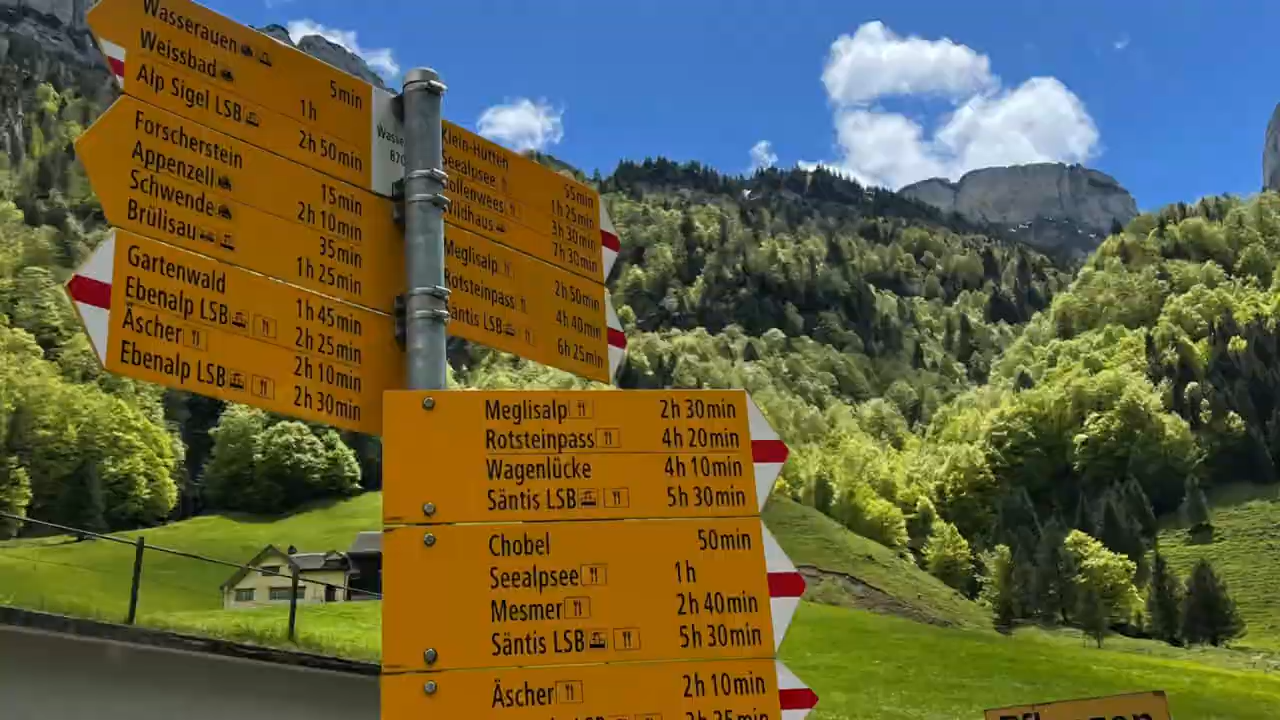 Wasserauen 5min
Weissbad 1h
Alp Sigel LSB 2h 50min
Forscherstein 15min
Appenzell 2h 10min
Schwende 35min
Brülisau 1h 25min
Gartenwald 1h 45min
Ebenalp LSB 2h 25min
Äscher 2h 10min
Ebenalp LSB 2h 30min
Wasse
870
Klein-Hütten 55min
Seealpsee 1h 25min
ollenwees 3h 30min
Wildhaus 7h 30min
Meglisalp 2h 50min
Rotsteinpass 4h 40min
Säntis LSB 6h 25min
Meglisalp 2h 30min
Rotsteinpass 4h 20min
Wagenlücke 4h 10min
Säntis LSB 5h 30min
Chobel 50min
Seealpsee 1h
Mesmer 2h 40min
Säntis LSB 5h 30min
Äscher 2h 10min